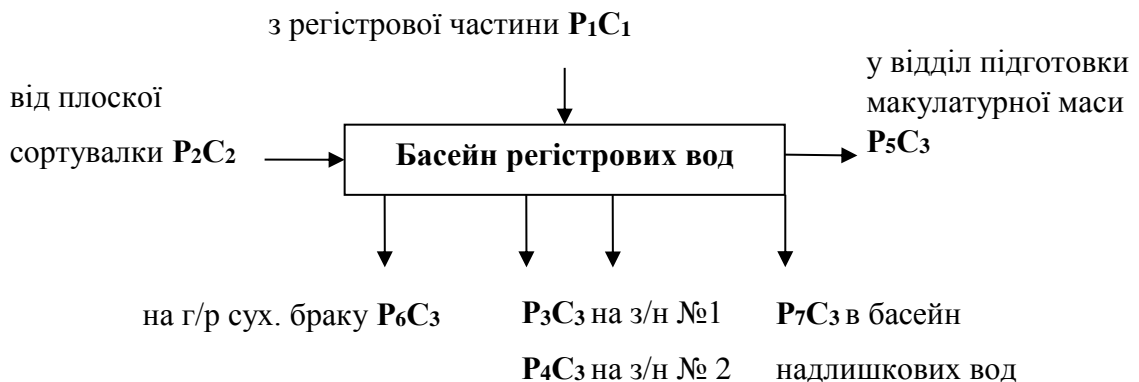 з регістрової частини P₁C₁
у відділ підготовки
макулатурної маси
P₅C₃
від плоскої
сортувалки P₂C₂
Басейн регістрових вод
на г/р сух. браку P₆C₃
P₃C₃ на з/н №1
P₄C₃ на з/н № 2
P₇C₃ в басейн
надлишкових вод